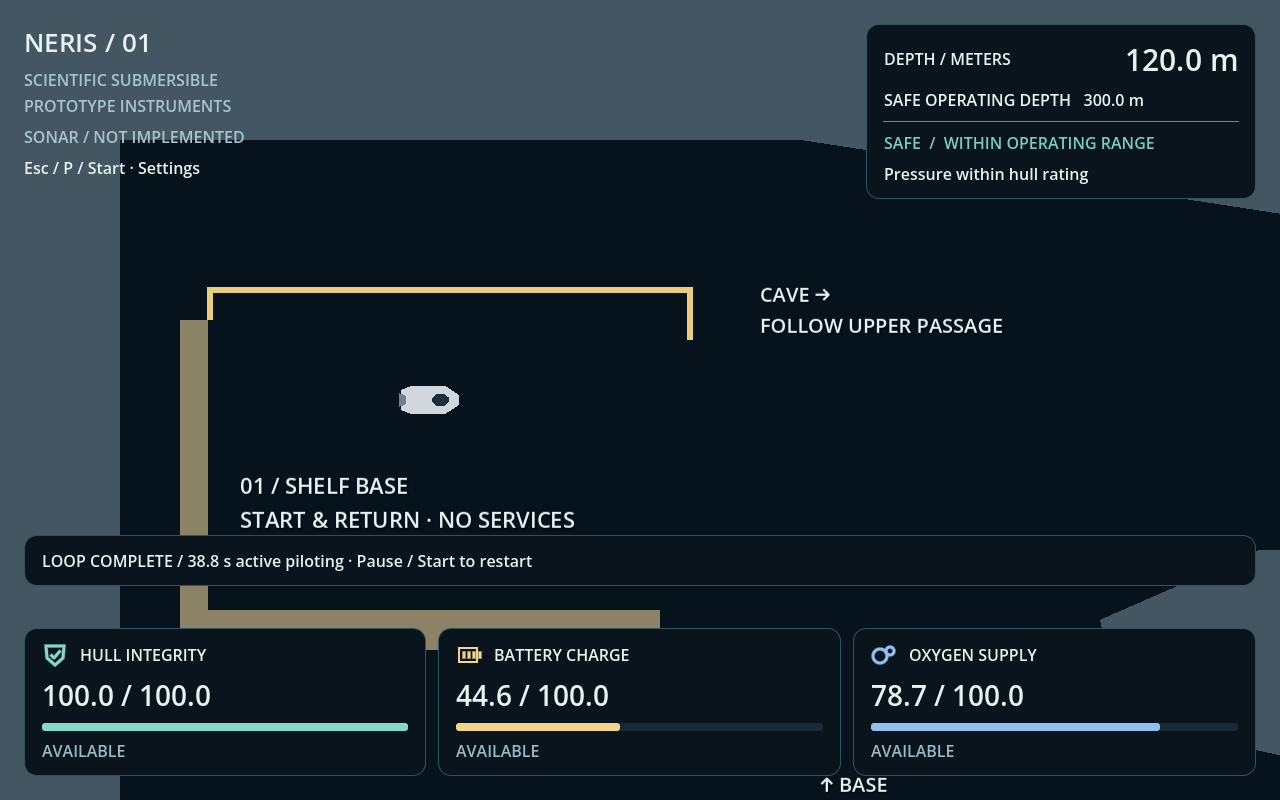 NERIS / 01
SCIENTIFIC SUBMERSIBLE
PROTOTYPE INSTRUMENTS
SONAR / NOT IMPLEMENTED
Esc / P / Start · Settings
DEPTH / METERS 120.0 m
SAFE OPERATING DEPTH 300.0 m
SAFE / WITHIN OPERATING RANGE
Pressure within hull rating
CAVE →
FOLLOW UPPER PASSAGE
01 / SHELF BASE
START & RETURN · NO SERVICES
LOOP COMPLETE / 38.8 s active piloting · Pause / Start to restart
HULL INTEGRITY
100.0 / 100.0
AVAILABLE
BATTERY CHARGE
44.6 / 100.0
AVAILABLE
OXYGEN SUPPLY
78.7 / 100.0
AVAILABLE
↑ BASE